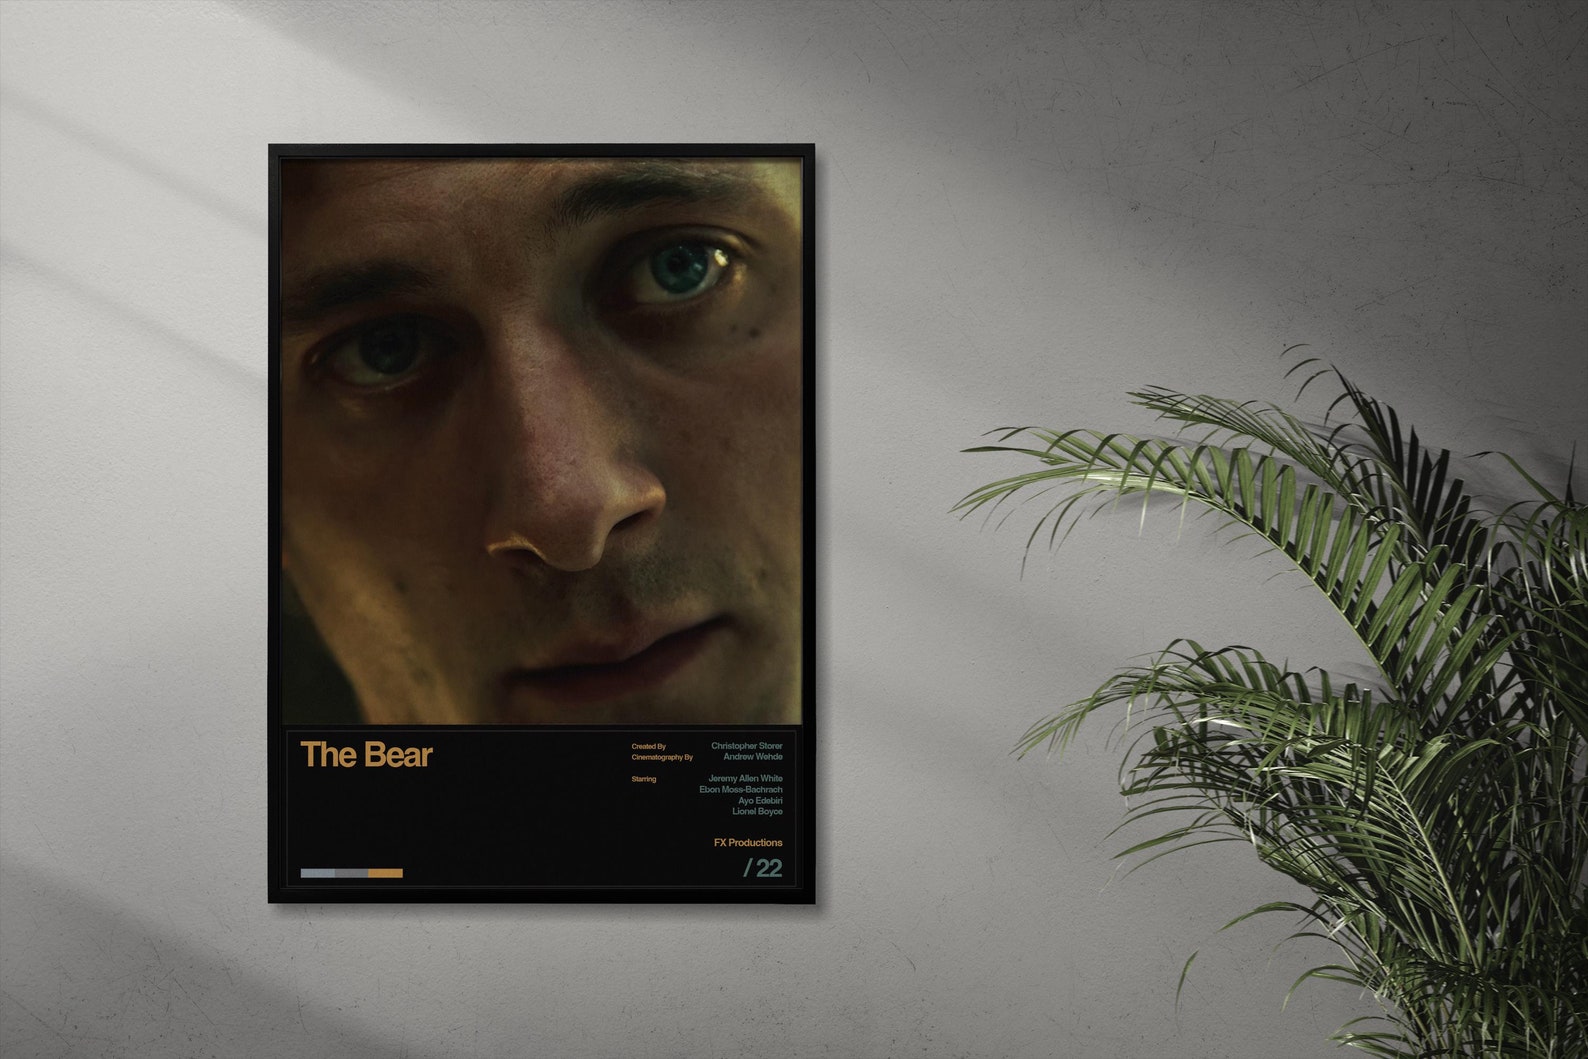 The Bear
Created By Christopher Storer
Cinematography By Andrew Wehde
Starring Jeremy Allen White
Ebon Moss-Bachrach
Ayo Edebiri
Lionel Boyce
FX Productions
/ 22